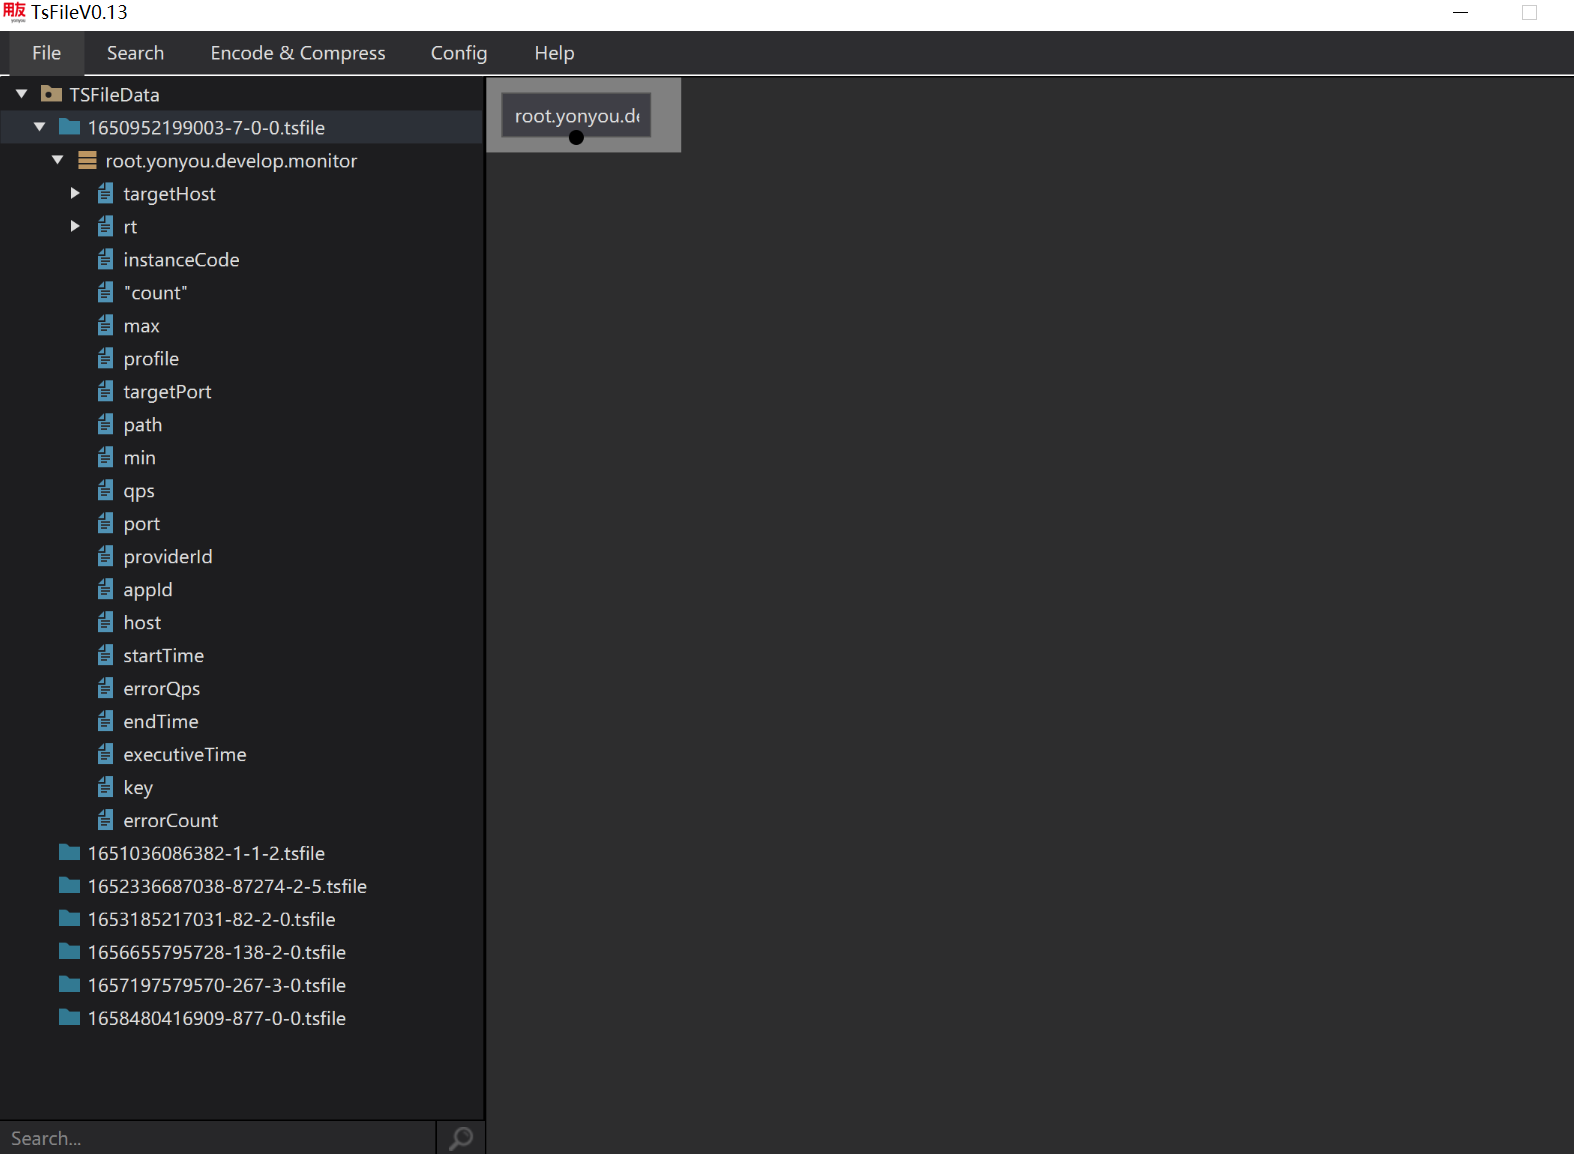 用友
yonyou
TsFileV0.13
File Search Encode & Compress Config Help
TSFileData
1650952199003-7-0-0.tsfile
root.yonyou.develop.monitor
targetHost
rt
instanceCode
"count"
max
profile
targetPort
path
min
qps
port
providerId
appId
host
startTime
errorQps
endTime
executiveTime
key
errorCount
1651036086382-1-1-2.tsfile
1652336687038-87274-2-5.tsfile
1653185217031-82-2-0.tsfile
1656655795728-138-2-0.tsfile
1657197579570-267-3-0.tsfile
1658480416909-877-0-0.tsfile
Search...
root.yonyou.de